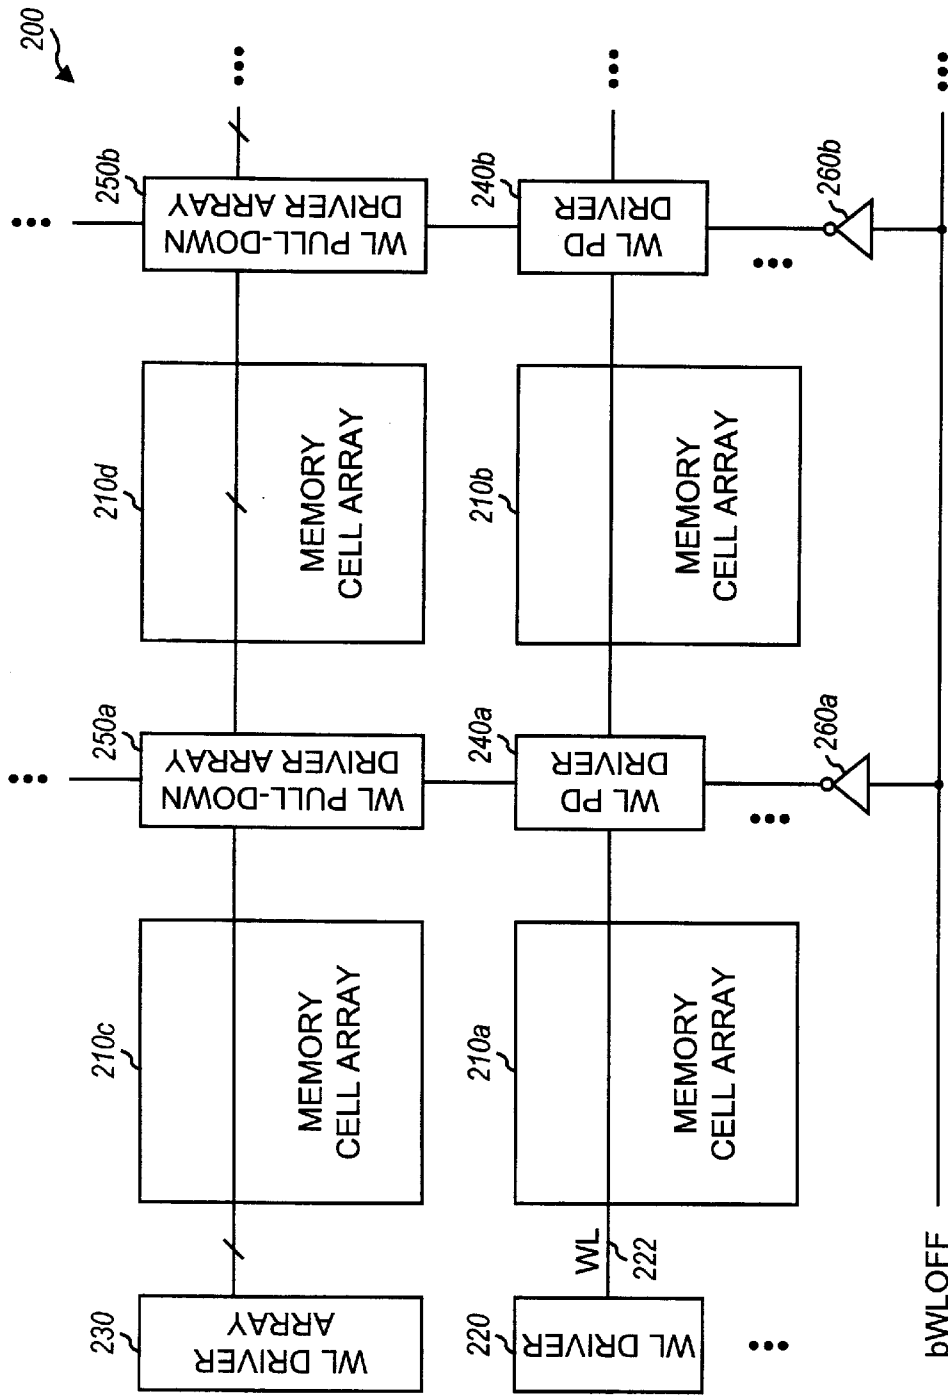 200
230
WL DRIVER
ARRAY
210c
MEMORY
CELL ARRAY
250a
WL PULL-DOWN
DRIVER ARRAY
210d
MEMORY
CELL ARRAY
250b
WL PULL-DOWN
DRIVER ARRAY
220
WL DRIVER
WL
222
210a
MEMORY
CELL ARRAY
240a
WL PD
DRIVER
210b
MEMORY
CELL ARRAY
240b
WL PD
DRIVER
260a
260b
bWLOFF